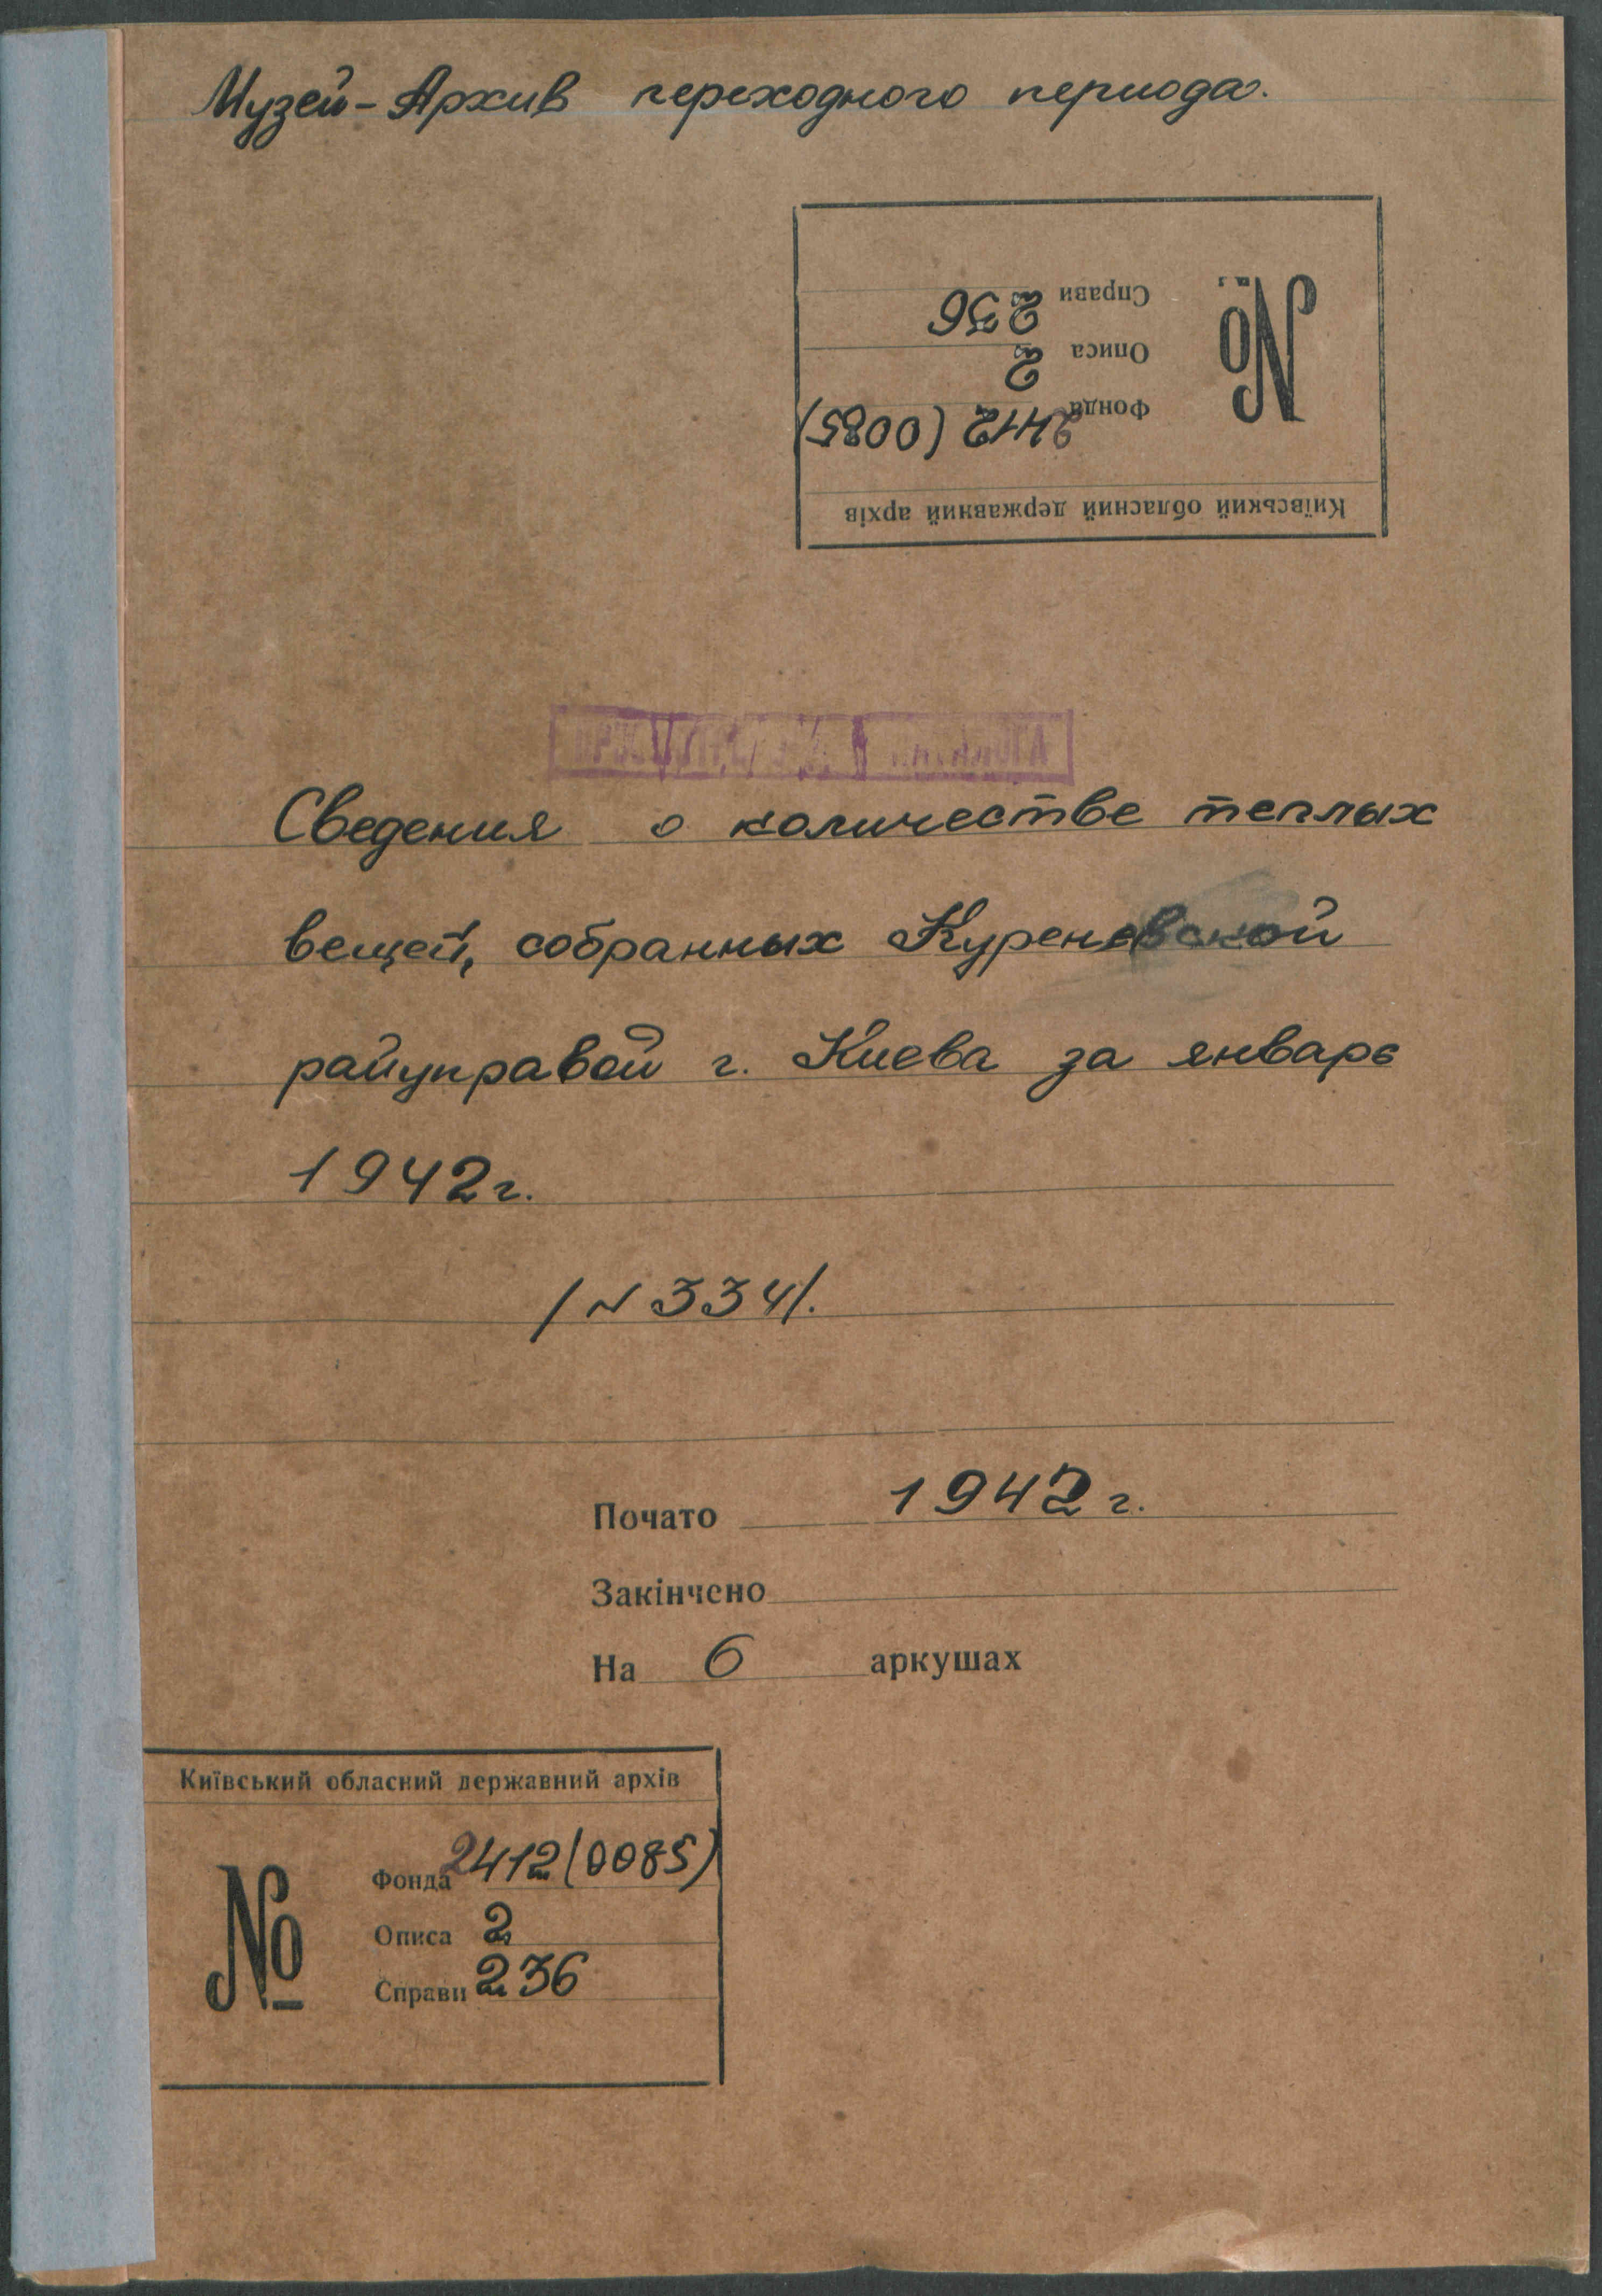 Музей-Архив переходного периода.
Київський обласний державний архів
№
Фонда 2412 (0085)
Описа 2
Справи 236
Сведения о количестве теплых
вещей, собранных Куреневской
райуправой г. Киева за январь
1942г.
/N 334/.
Почато 1942 г.
Закінчено
На 6 аркушах
Київський обласний державний архів
№
Фонда 2412 (0085)
Описа 2
Справи 236